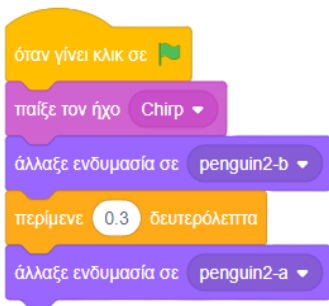 όταν γίνει κλικ σε
παίξε τον ήχο Chirp
άλλαξε ενδυμασία σε penguin2-b
περίμενε 0.3 δευτερόλεπτα
άλλαξε ενδυμασία σε penguin2-a